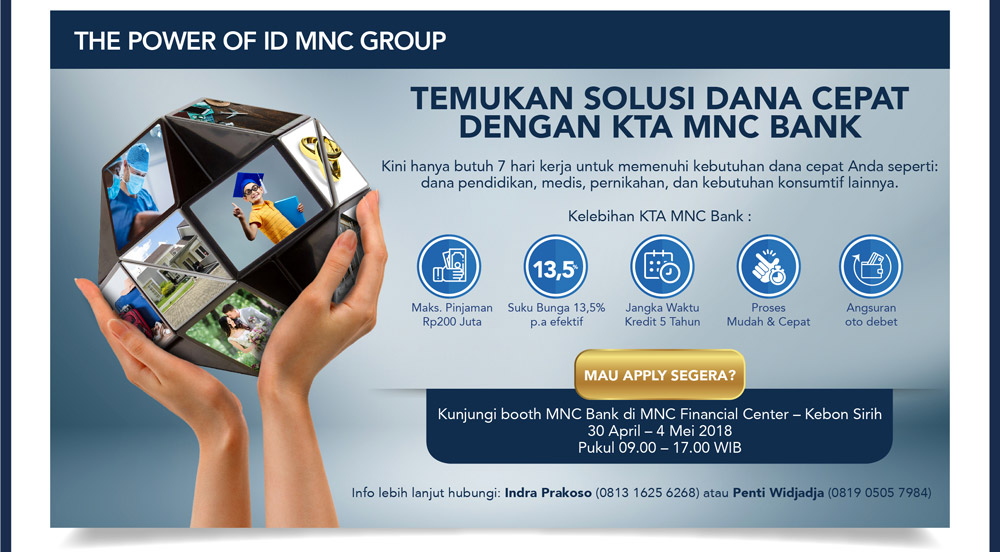 THE POWER OF ID MNC GROUP
TEMUKAN SOLUSI DANA CEPAT
DENGAN KTA MNC BANK
Kini hanya butuh 7 hari kerja untuk memenuhi kebutuhan dana cepat Anda seperti:
dana pendidikan, medis, pernikahan, dan kebutuhan konsumtif lainnya.
Kelebihan KTA MNC Bank :
13,5%
Maks. Pinjaman
Rp200 Juta
Suku Bunga 13,5%
p.a efektif
Jangka Waktu
Kredit 5 Tahun
Proses
Mudah & Cepat
Angsuran
oto debet
MAU APPLY SEGERA?
Kunjungi booth MNC Bank di MNC Financial Center – Kebon Sirih
30 April – 4 Mei 2018
Pukul 09.00 – 17.00 WIB
Info lebih lanjut hubungi: Indra Prakoso (0813 1625 6268) atau Penti Widjadja (0819 0505 7984)